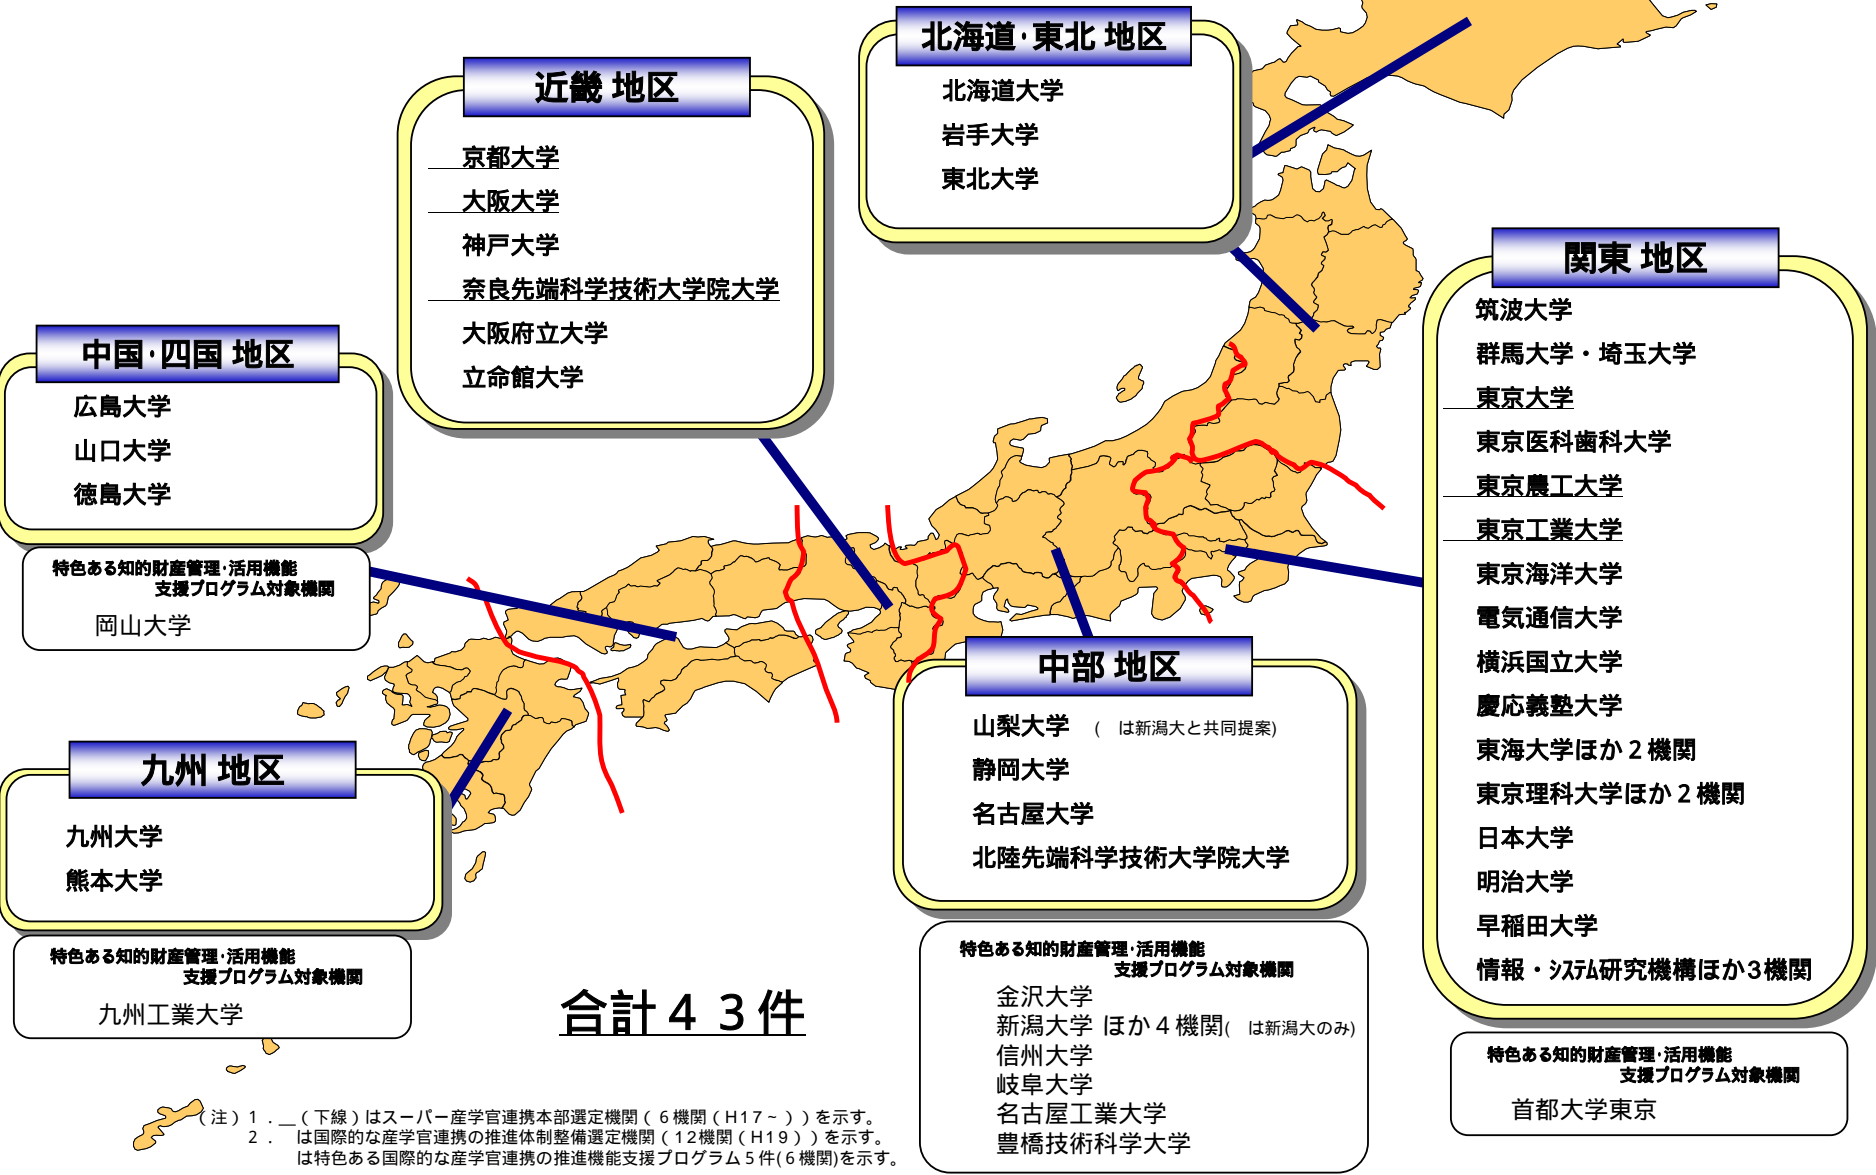 北海道･東北 地区
北海道大学
岩手大学
東北大学
近畿 地区
京都大学
大阪大学
神戸大学
奈良先端科学技術大学院大学
大阪府立大学
立命館大学
関東 地区
筑波大学
群馬大学・埼玉大学
東京大学
東京医科歯科大学
東京農工大学
東京工業大学
東京海洋大学
電気通信大学
横浜国立大学
慶応義塾大学
東海大学ほか２機関
東京理科大学ほか２機関
日本大学
明治大学
早稲田大学
情報・ｼｽﾃﾑ研究機構ほか3機関
特色ある知的財産管理･活用機能
支援プログラム対象機関
首都大学東京
中国･四国 地区
広島大学
山口大学
徳島大学
特色ある知的財産管理･活用機能
支援プログラム対象機関
岡山大学
中部 地区
山梨大学 (　は新潟大と共同提案)
静岡大学
名古屋大学
北陸先端科学技術大学院大学
特色ある知的財産管理･活用機能
支援プログラム対象機関
金沢大学
新潟大学 ほか４機関(　は新潟大のみ)
信州大学
岐阜大学
名古屋工業大学
豊橋技術科学大学
九州 地区
九州大学
熊本大学
特色ある知的財産管理･活用機能
支援プログラム対象機関
九州工業大学
合計４３件
（注）１．＿（下線）はスーパー産学官連携本部選定機関（６機関（H17～））を示す。
２．　は国際的な産学官連携の推進体制整備選定機関（12機関（H19））を示す。
は特色ある国際的な産学官連携の推進機能支援プログラム５件(６機関)を示す。